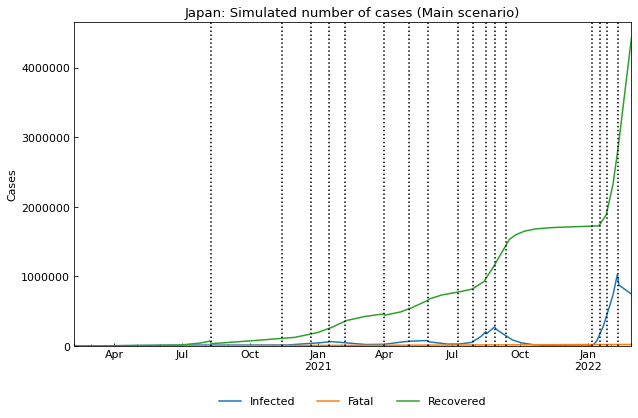 Japan: Simulated number of cases (Main scenario)
4000000
3000000
2000000
1000000
0
Cases
Apr Jul Oct Jan Apr Jul Oct Jan
2021 2022
Infected Fatal Recovered